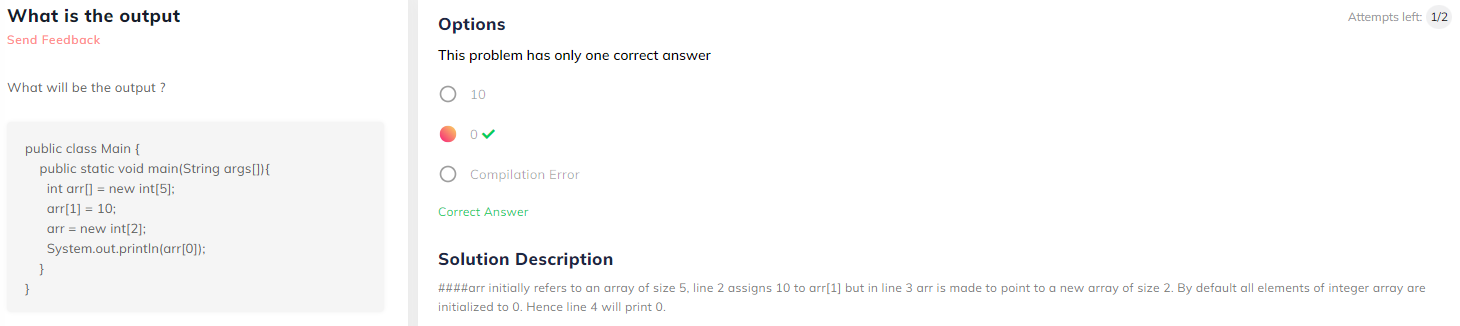 What is the output
Send Feedback
What will be the output ?
public class Main {
public static void main(String args[]){
int arr[] = new int[5];
arr[1] = 10;
arr = new int[2];
System.out.println(arr[0]);
}
}
Options
Attempts left: 1/2
This problem has only one correct answer
10
0
Compilation Error
Correct Answer
Solution Description
####arr initially refers to an array of size 5, line 2 assigns 10 to arr[1] but in line 3 arr is made to point to a new array of size 2. By default all elements of integer array are
initialized to 0. Hence line 4 will print 0.